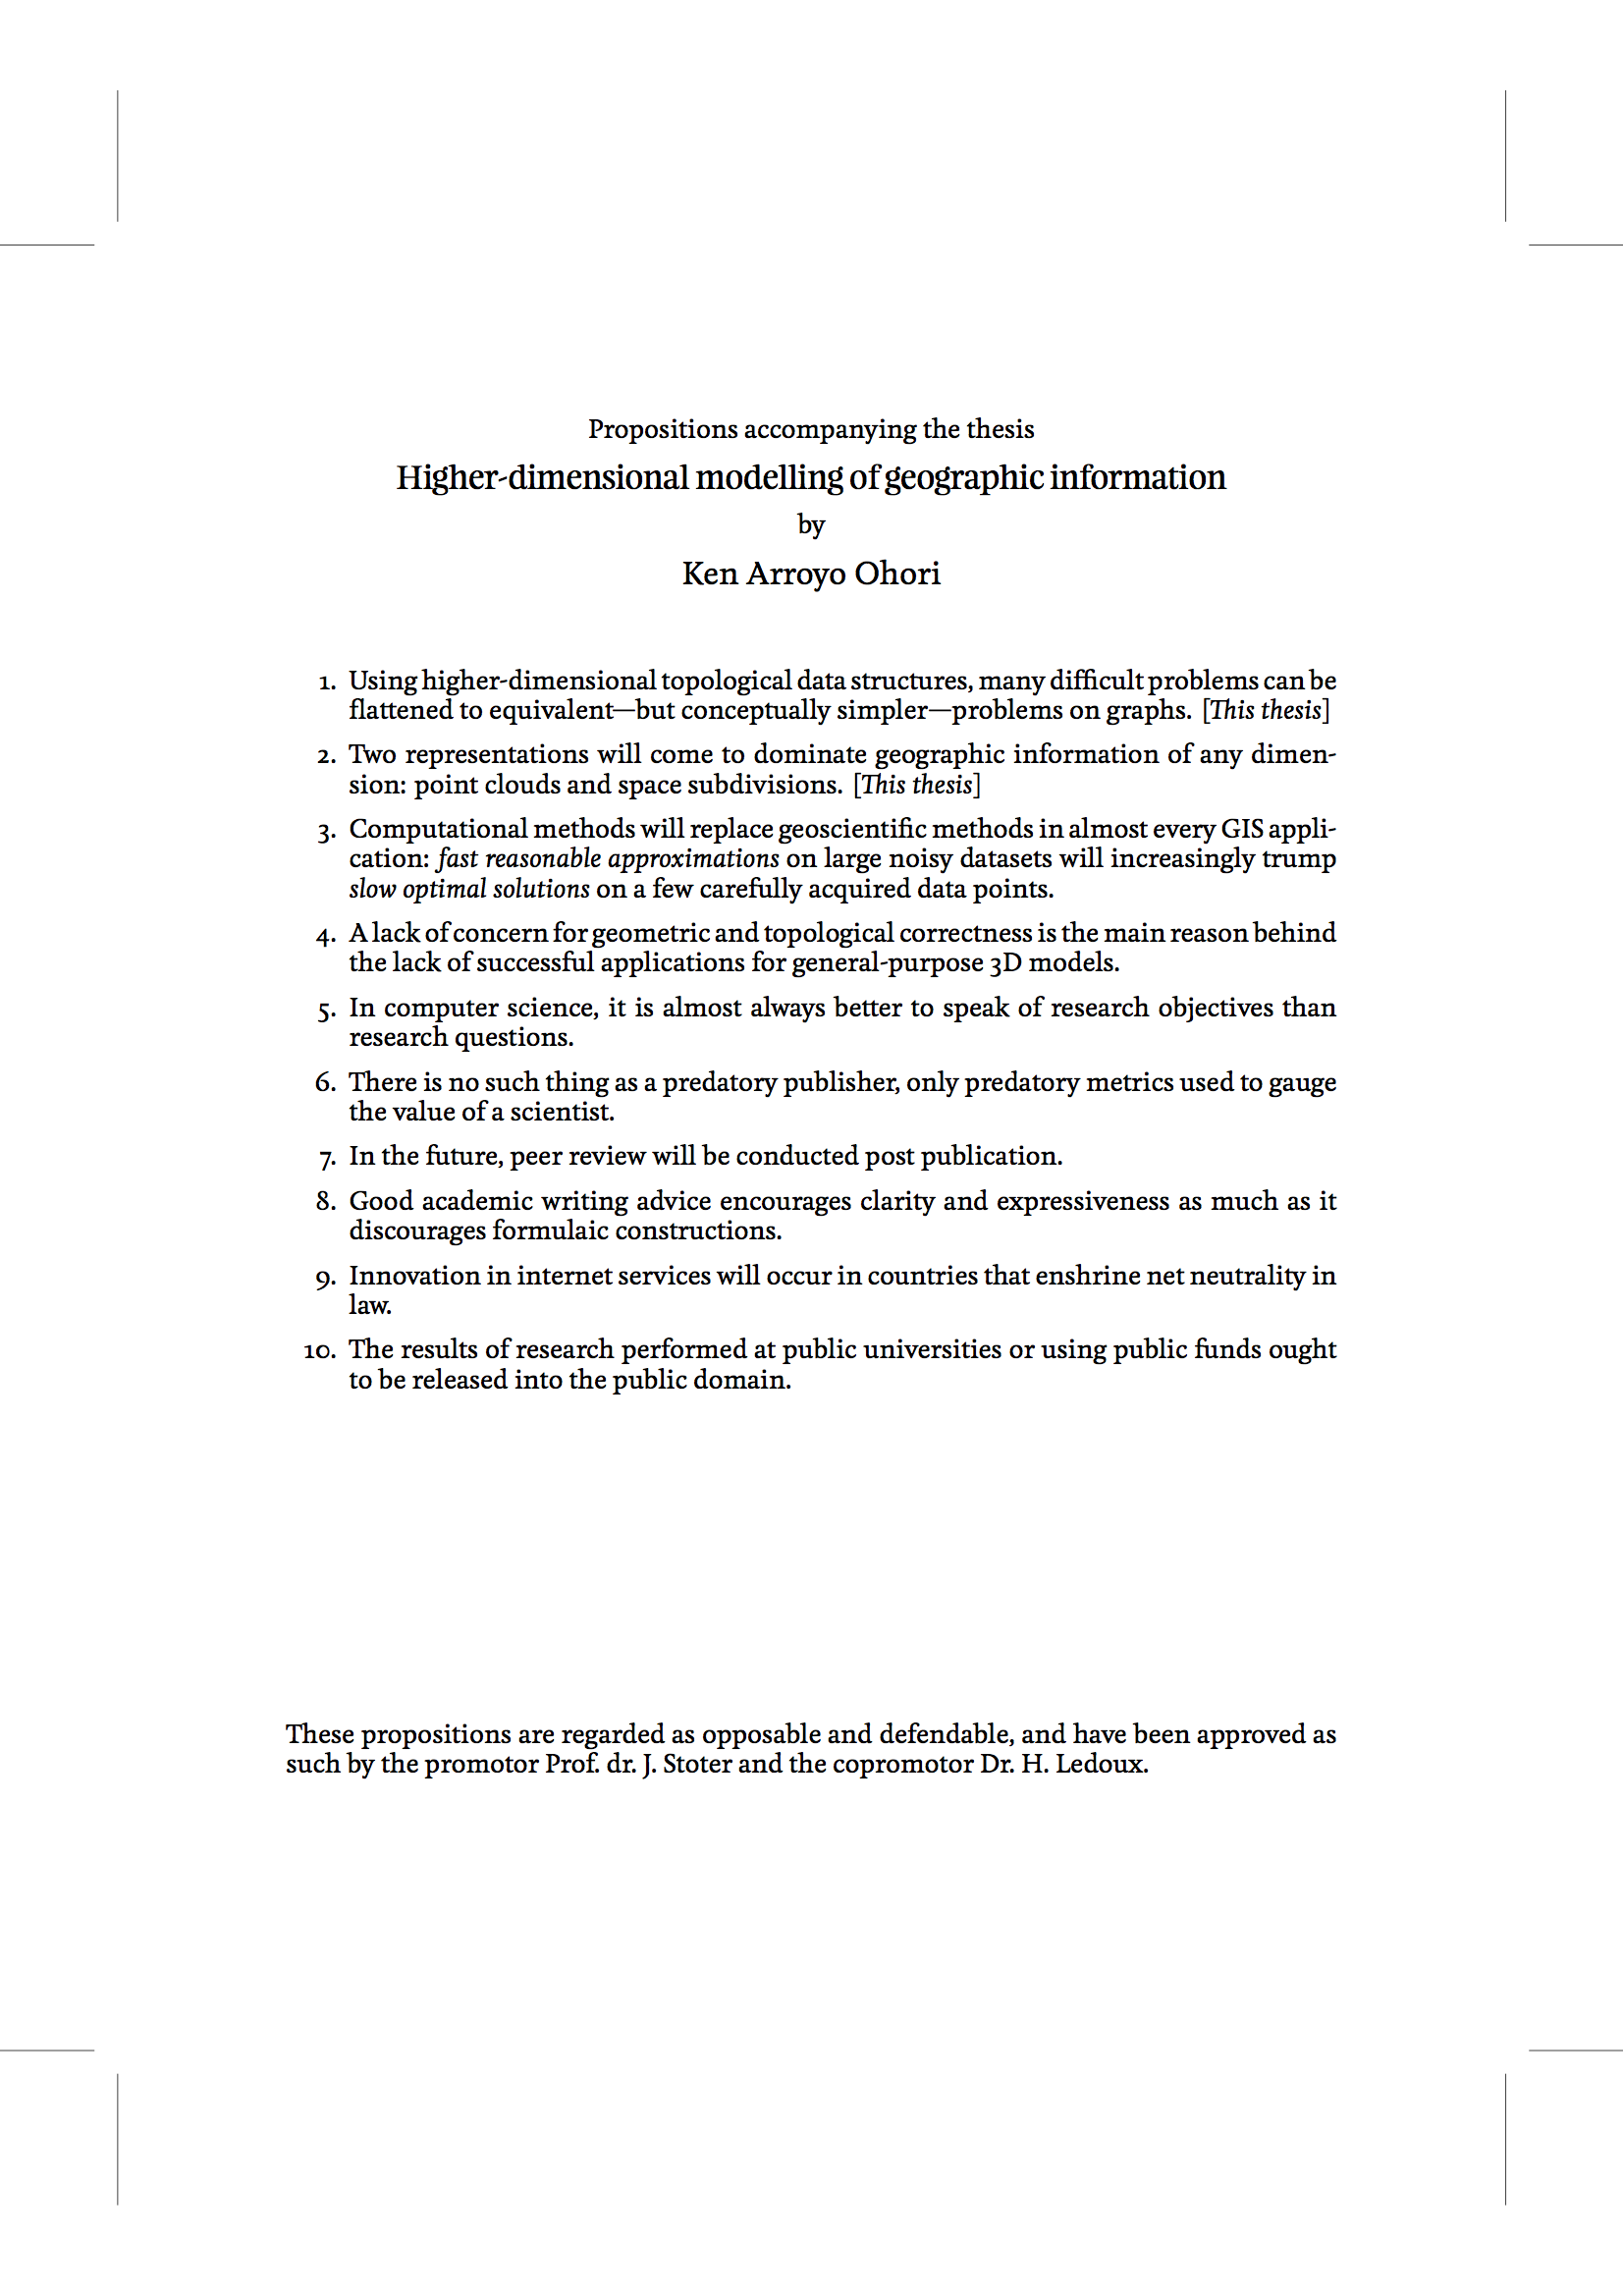 Propositions accompanying the thesis
Higher-dimensional modelling of geographic information
by
Ken Arroyo Ohori
1. Using higher-dimensional topological data structures, many difficult problems can be
flattened to equivalent—but conceptually simpler—problems on graphs. [This thesis]
2. Two representations will come to dominate geographic information of any dimen-
sion: point clouds and space subdivisions. [This thesis]
3. Computational methods will replace geoscientific methods in almost every GIS appli-
cation: fast reasonable approximations on large noisy datasets will increasingly trump
slow optimal solutions on a few carefully acquired data points.
4. A lack of concern for geometric and topological correctness is the main reason behind
the lack of successful applications for general-purpose 3D models.
5. In computer science, it is almost always better to speak of research objectives than
research questions.
6. There is no such thing as a predatory publisher, only predatory metrics used to gauge
the value of a scientist.
7. In the future, peer review will be conducted post publication.
8. Good academic writing advice encourages clarity and expressiveness as much as it
discourages formulaic constructions.
9. Innovation in internet services will occur in countries that enshrine net neutrality in
law.
10. The results of research performed at public universities or using public funds ought
to be released into the public domain.
These propositions are regarded as opposable and defendable, and have been approved as
such by the promotor Prof. dr. J. Stoter and the copromotor Dr. H. Ledoux.